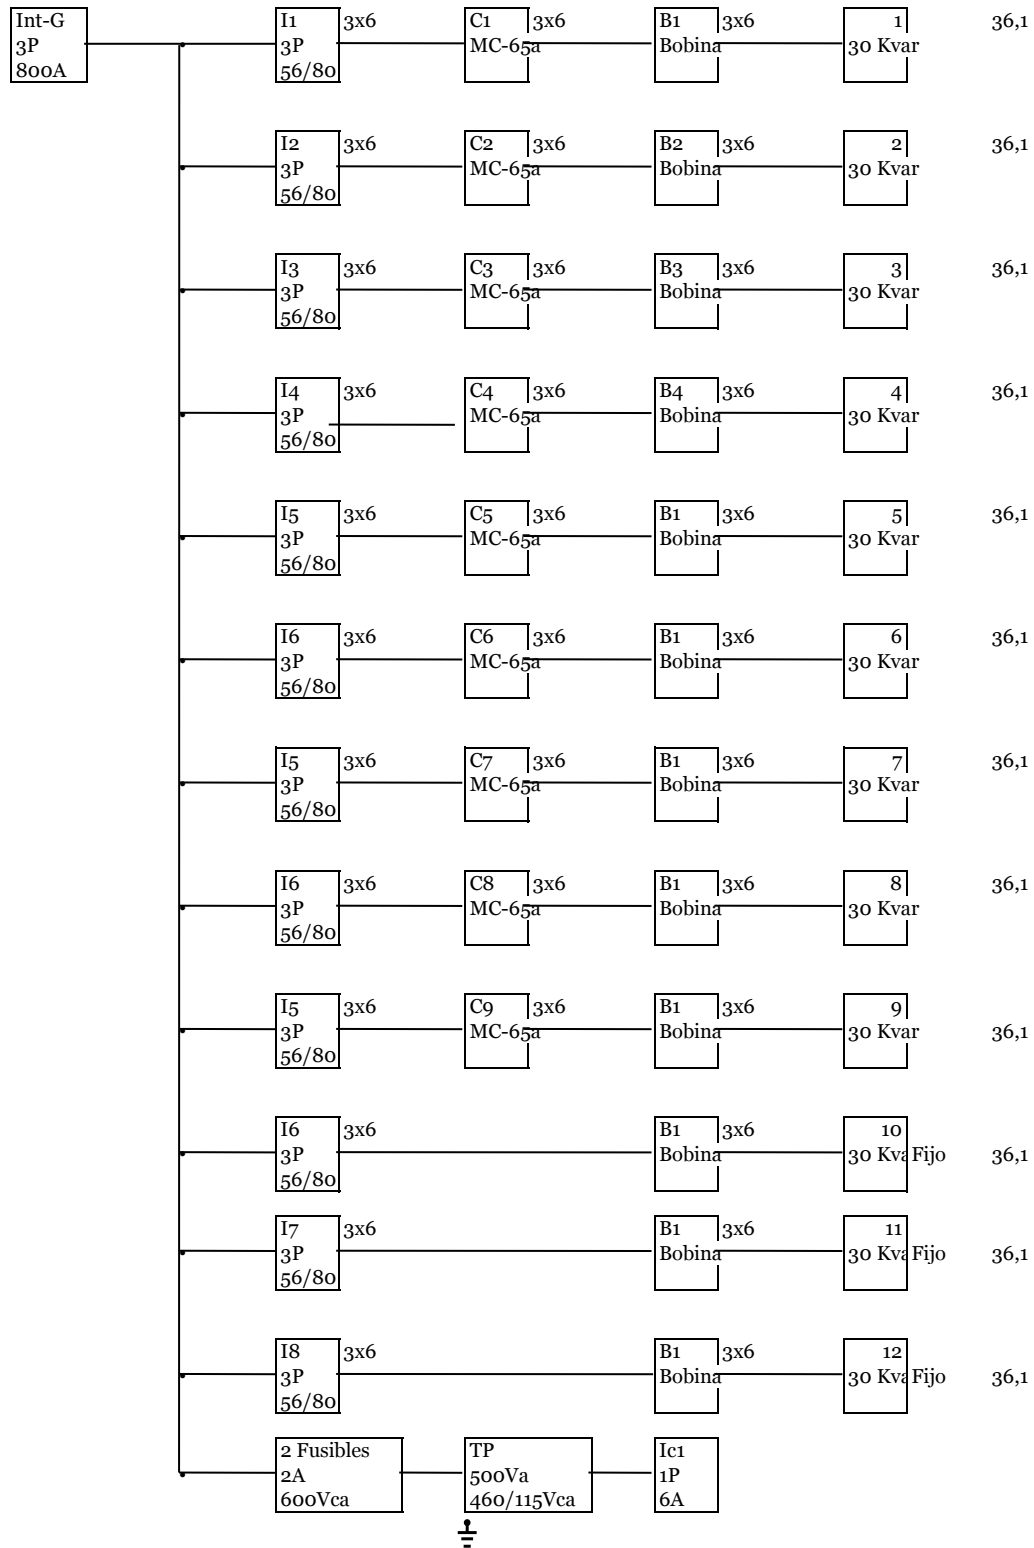 Int-G
3P
800A
I1 3x6 C1 3x6 B1 3x6 1 36,1
3P MC-65a Bobina 30 Kvar
56/80
I2 3x6 C2 3x6 B2 3x6 2 36,1
3P MC-65a Bobina 30 Kvar
56/80
I3 3x6 C3 3x6 B3 3x6 3 36,1
3P MC-65a Bobina 30 Kvar
56/80
I4 3x6 C4 3x6 B4 3x6 4 36,1
3P MC-65a Bobina 30 Kvar
56/80
I5 3x6 C5 3x6 B1 3x6 5 36,1
3P MC-65a Bobina 30 Kvar
56/80
I6 3x6 C6 3x6 B1 3x6 6 36,1
3P MC-65a Bobina 30 Kvar
56/80
I5 3x6 C7 3x6 B1 3x6 7 36,1
3P MC-65a Bobina 30 Kvar
56/80
I6 3x6 C8 3x6 B1 3x6 8 36,1
3P MC-65a Bobina 30 Kvar
56/80
I5 3x6 C9 3x6 B1 3x6 9
3P MC-65a Bobina 30 Kvar 36,1
56/80
I6 3x6 B1 3x6 10
3P Bobina 30 Kva Fijo 36,1
56/80
I7 3x6 B1 3x6 11
3P Bobina 30 Kva Fijo 36,1
56/80
I8 3x6 B1 3x6 12
3P Bobina 30 Kva Fijo 36,1
56/80
2 Fusibles TP Ic1
2A 500Va 1P
600Vca 460/115Vca 6A